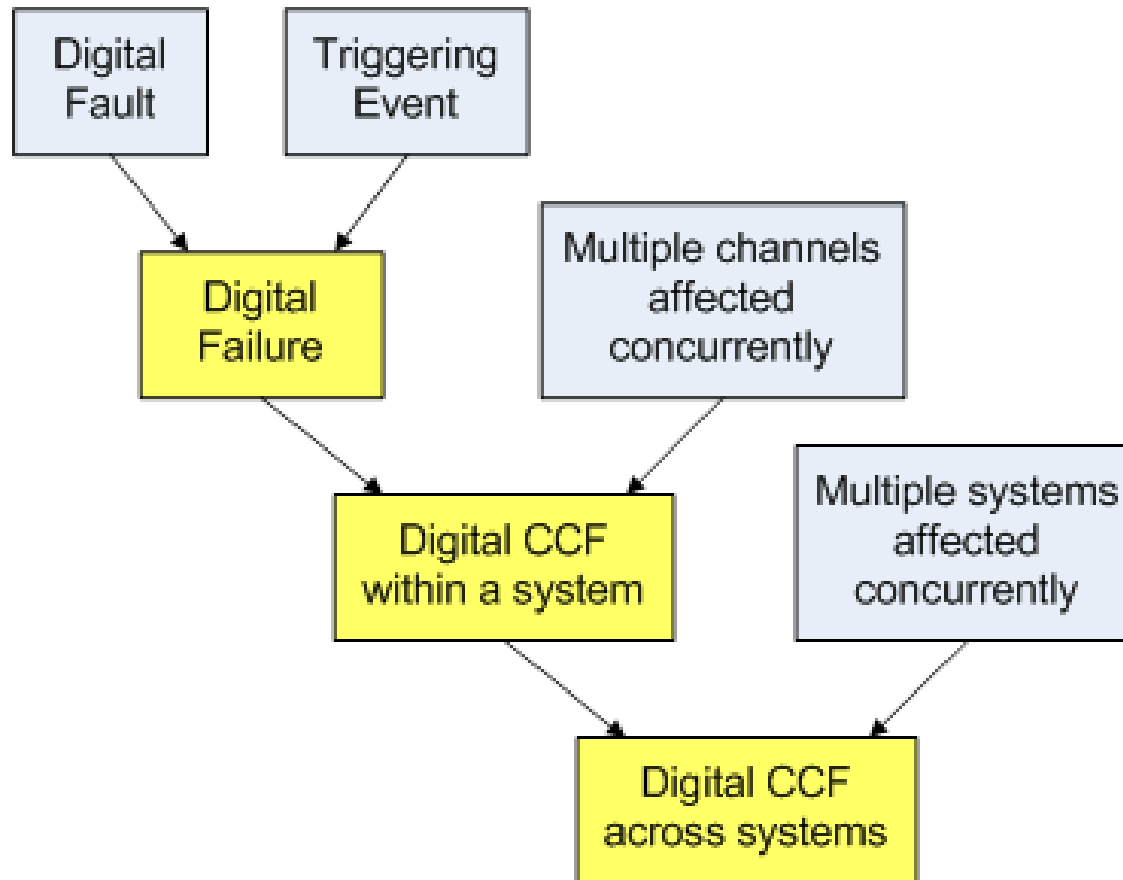 Digital
Fault
Triggering
Event
Digital
Failure
Multiple channels
affected
concurrently
Digital CCF
within a system
Multiple systems
affected
concurrently
Digital CCF
across systems